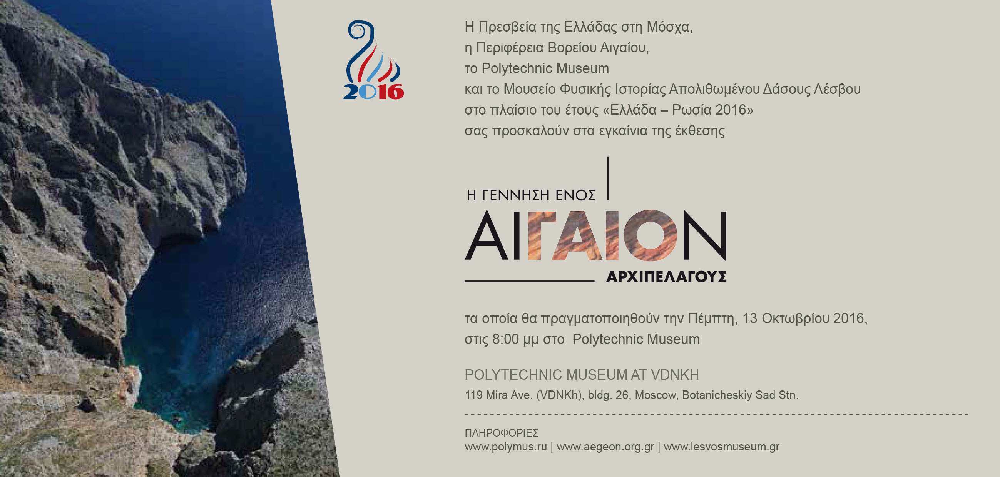 2016
Η Πρεσβεία της Ελλάδας στη Μόσχα,
η Περιφέρεια Βορείου Αιγαίου,
το Polytechnic Museum
και το Μουσείο Φυσικής Ιστορίας Απολιθωμένου Δάσους Λέσβου
στο πλαίσιο του έτους «Ελλάδα – Ρωσία 2016»
σας προσκαλούν στα εγκαίνια της έκθεσης
Η ΓΕΝΝΗΣΗ ΕΝΟΣ
ΑΙΓΑΙΟΝ
ΑΡΧΙΠΕΛΑΓΟΥΣ
τα οποία θα πραγματοποιηθούν την Πέμπτη, 13 Οκτωβρίου 2016,
στις 8:00 μμ στο Polytechnic Museum
POLYTECHNIC MUSEUM AT VDNKH
119 Mira Ave. (VDNKh), bldg. 26, Moscow, Botanicheskiy Sad Stn.
ΠΛΗΡΟΦΟΡΙΕΣ
www.polymus.ru | www.aegeon.org.gr | www.lesvosmuseum.gr